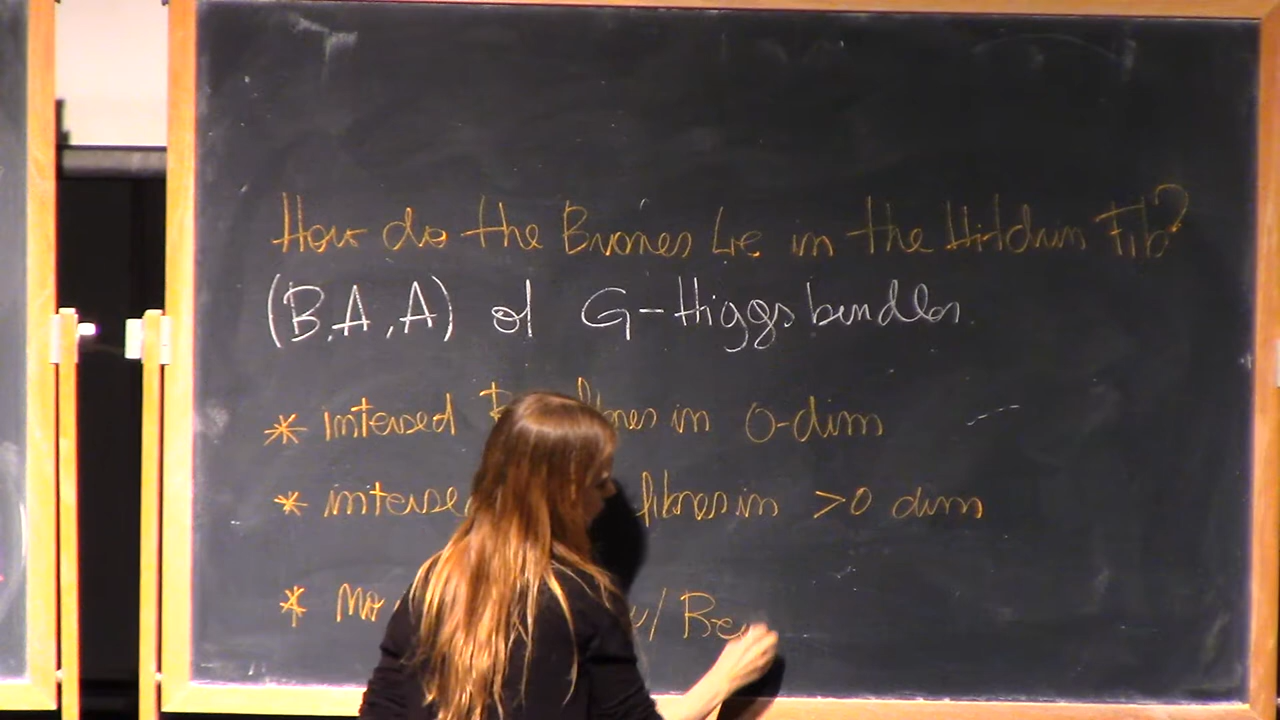 How do the Branes Lie in the Hitchin Fib?
(B,A,A) of G-Higgs bundles.
* intersect fibres in 0-dim
* interse fibres in >0 dim
* no w/